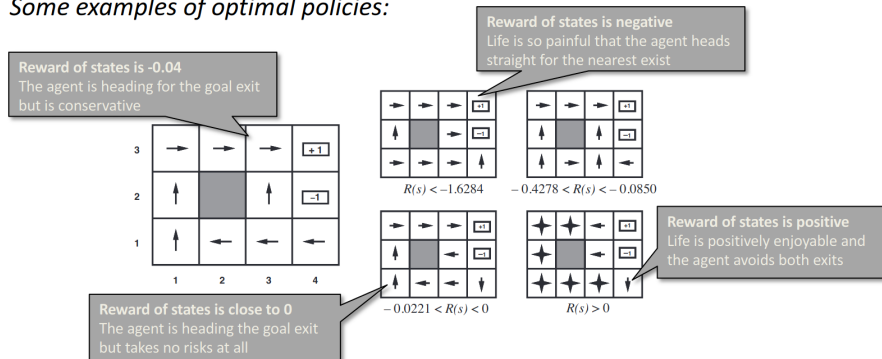 Some examples of optimal policies:
Reward of states is negative
Life is so painful that the agent heads
straight for the nearest exist
Reward of states is -0.04
The agent is heading for the goal exit
but is conservative
3
+ 1
2
−1
1
1 2 3 4
+1
−1
R(s) < −1.6284
+1
−1
− 0.4278 < R(s) < − 0.0850
+1
−1
− 0.0221 < R(s) < 0
+1
−1
R(s) > 0
Reward of states is positive
Life is positively enjoyable and
the agent avoids both exits
Reward of states is close to 0
The agent is heading the goal exit
but takes no risks at all